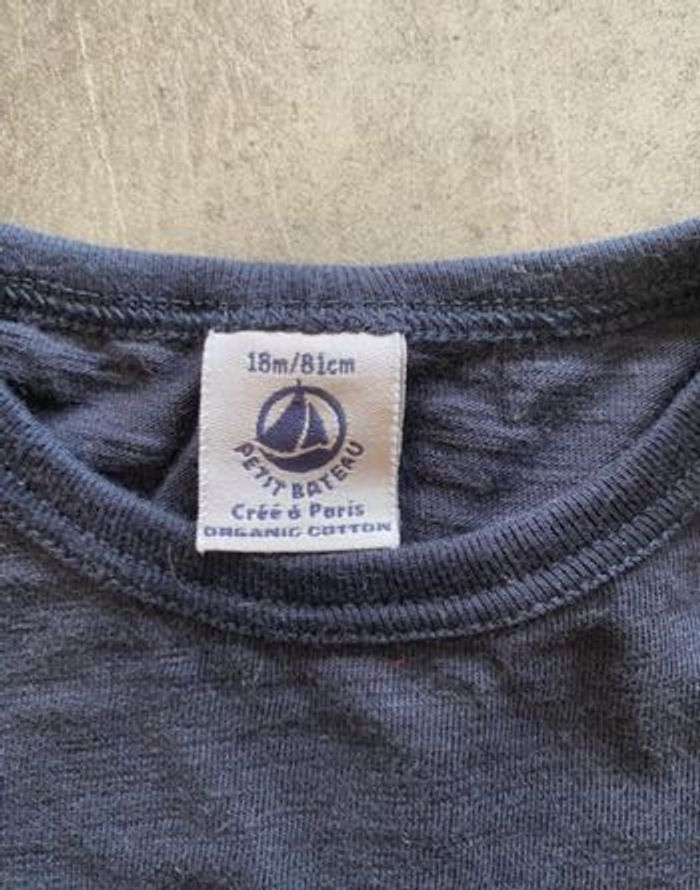 18m/81cm
PETIT BATEAU
Créé à Paris
ORGANIC COTTON